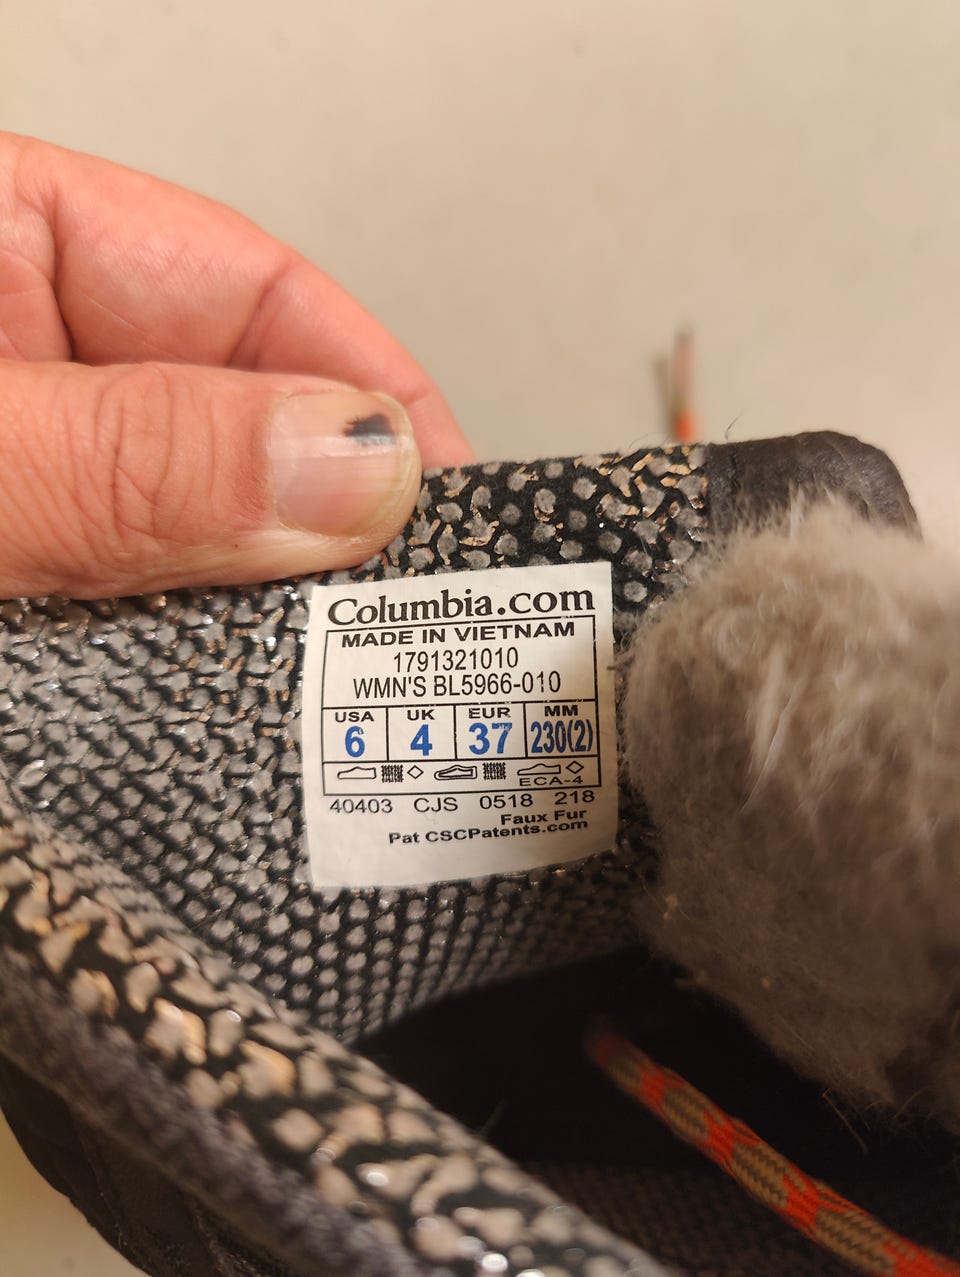 Columbia.com
MADE IN VIETNAM
1791321010
WMN'S BL5966-010
USA UK EUR MM
6 4 37 230(2)
ECA-4
40403 CJS 0518 218
Faux Fur
Pat CSCPatents.com